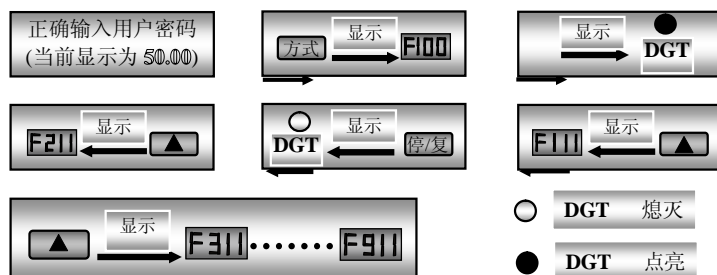 正确输入用户密码
(当前显示为 50.00)
方式
显示
F100
显示
DGT
F211
显示
▲
DGT
显示
停/复
F111
显示
▲
▲
显示
F311
·······
F911
DGT 熄灭
DGT 点亮